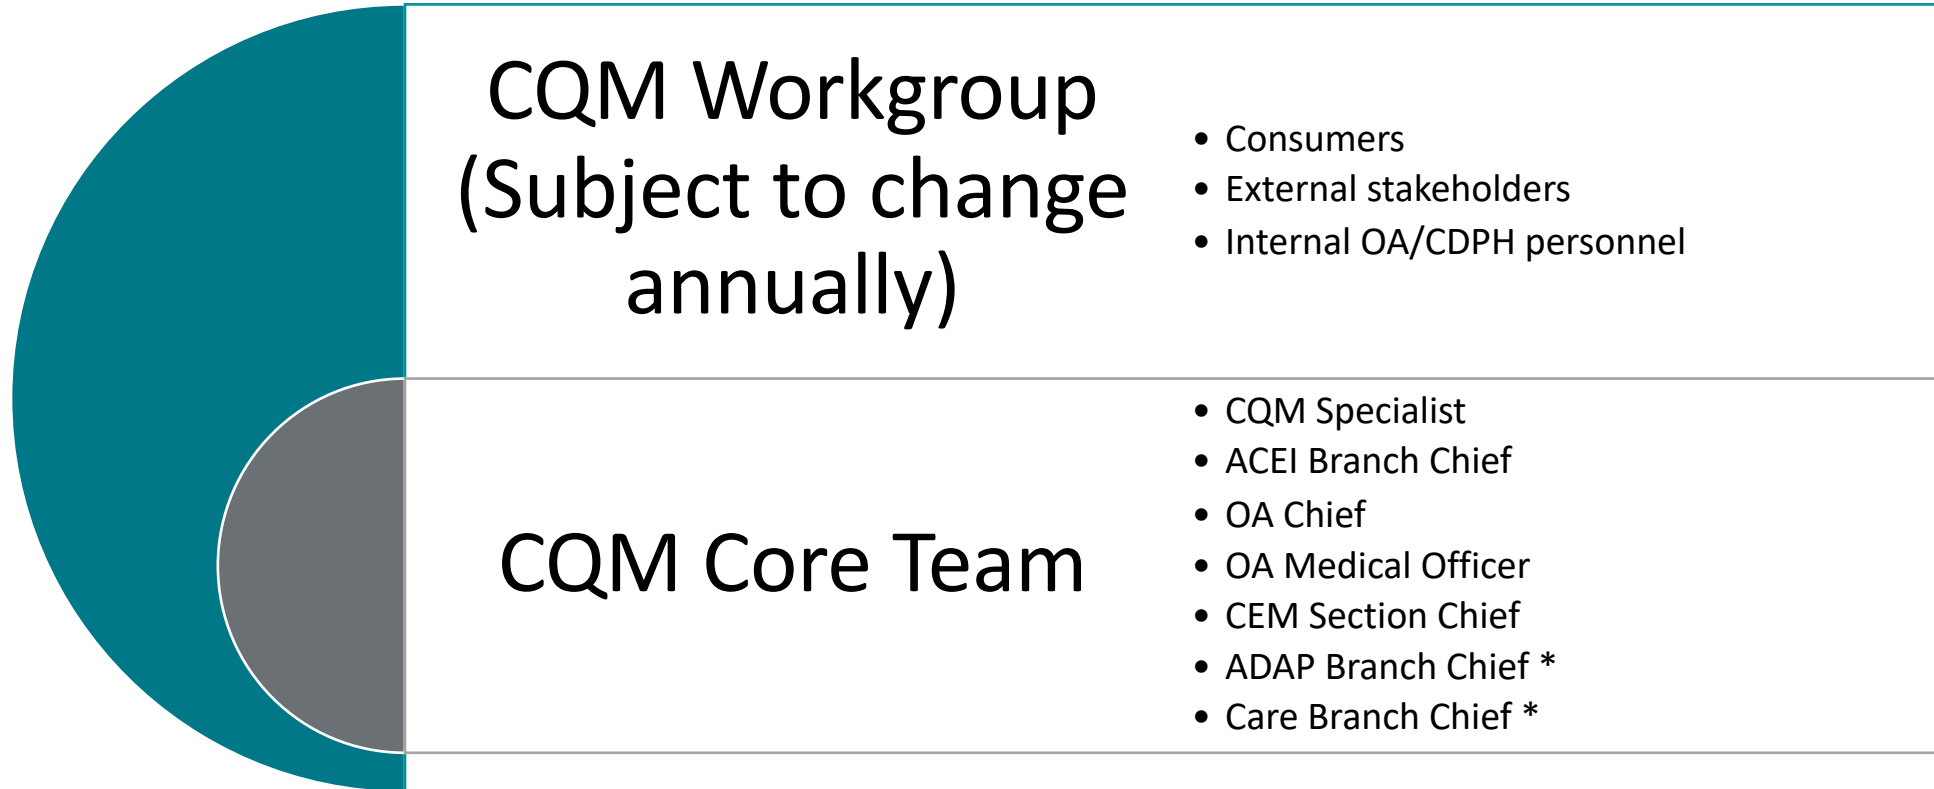 CQM Workgroup
(Subject to change
annually)
• Consumers
• External stakeholders
• Internal OA/CDPH personnel
CQM Core Team
• CQM Specialist
• ACEI Branch Chief
• OA Chief
• OA Medical Officer
• CEM Section Chief
• ADAP Branch Chief *
• Care Branch Chief *